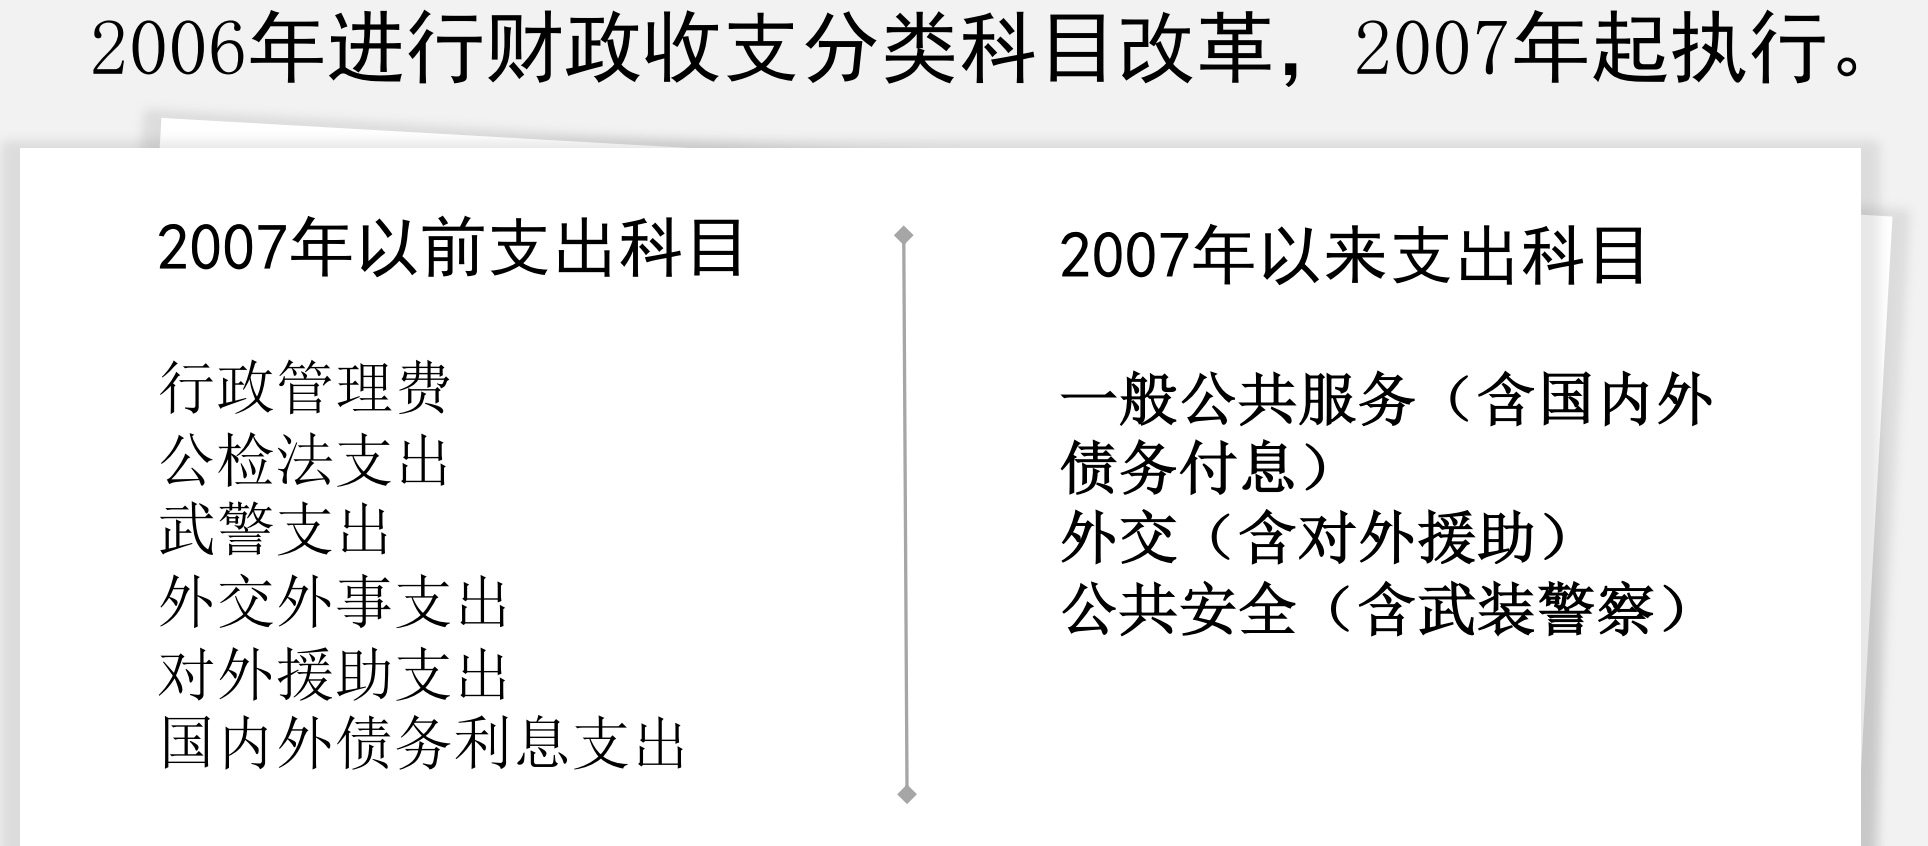 2006年进行财政收支分类科目改革，2007年起执行。
2007年以前支出科目
行政管理费
公检法支出
武警支出
外交外事支出
对外援助支出
国内外债务利息支出
2007年以来支出科目
一般公共服务（含国内外
债务付息）
外交（含对外援助）
公共安全（含武装警察）